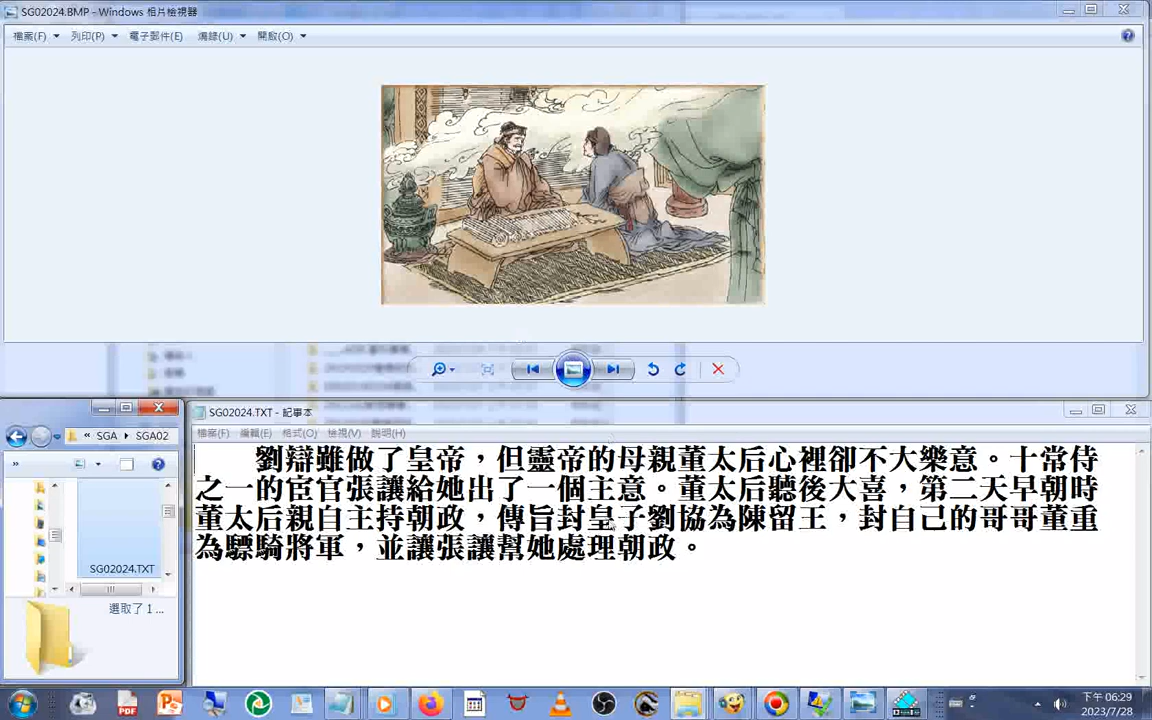 SG02024.BMP - Windows 相片檢視器
檔案(F) 列印(P) 電子郵件(E) 燒錄(U) 開啟(O)
« SGA SGA02
»
SG02024.TXT
選取了 1 ...
SG02024.TXT - 記事本
檔案(F) 編輯(E) 格式(O) 檢視(V) 說明(H)
劉辯雖做了皇帝，但靈帝的母親董太后心裡卻不大樂意。十常侍
之一的宦官張讓給她出了一個主意。董太后聽後大喜，第二天早朝時
董太后親自主持朝政，傳旨封皇子劉協為陳留王，封自己的哥哥董重
為驃騎將軍，並讓張讓幫她處理朝政。
PDF
下午 06:29
2023/7/28